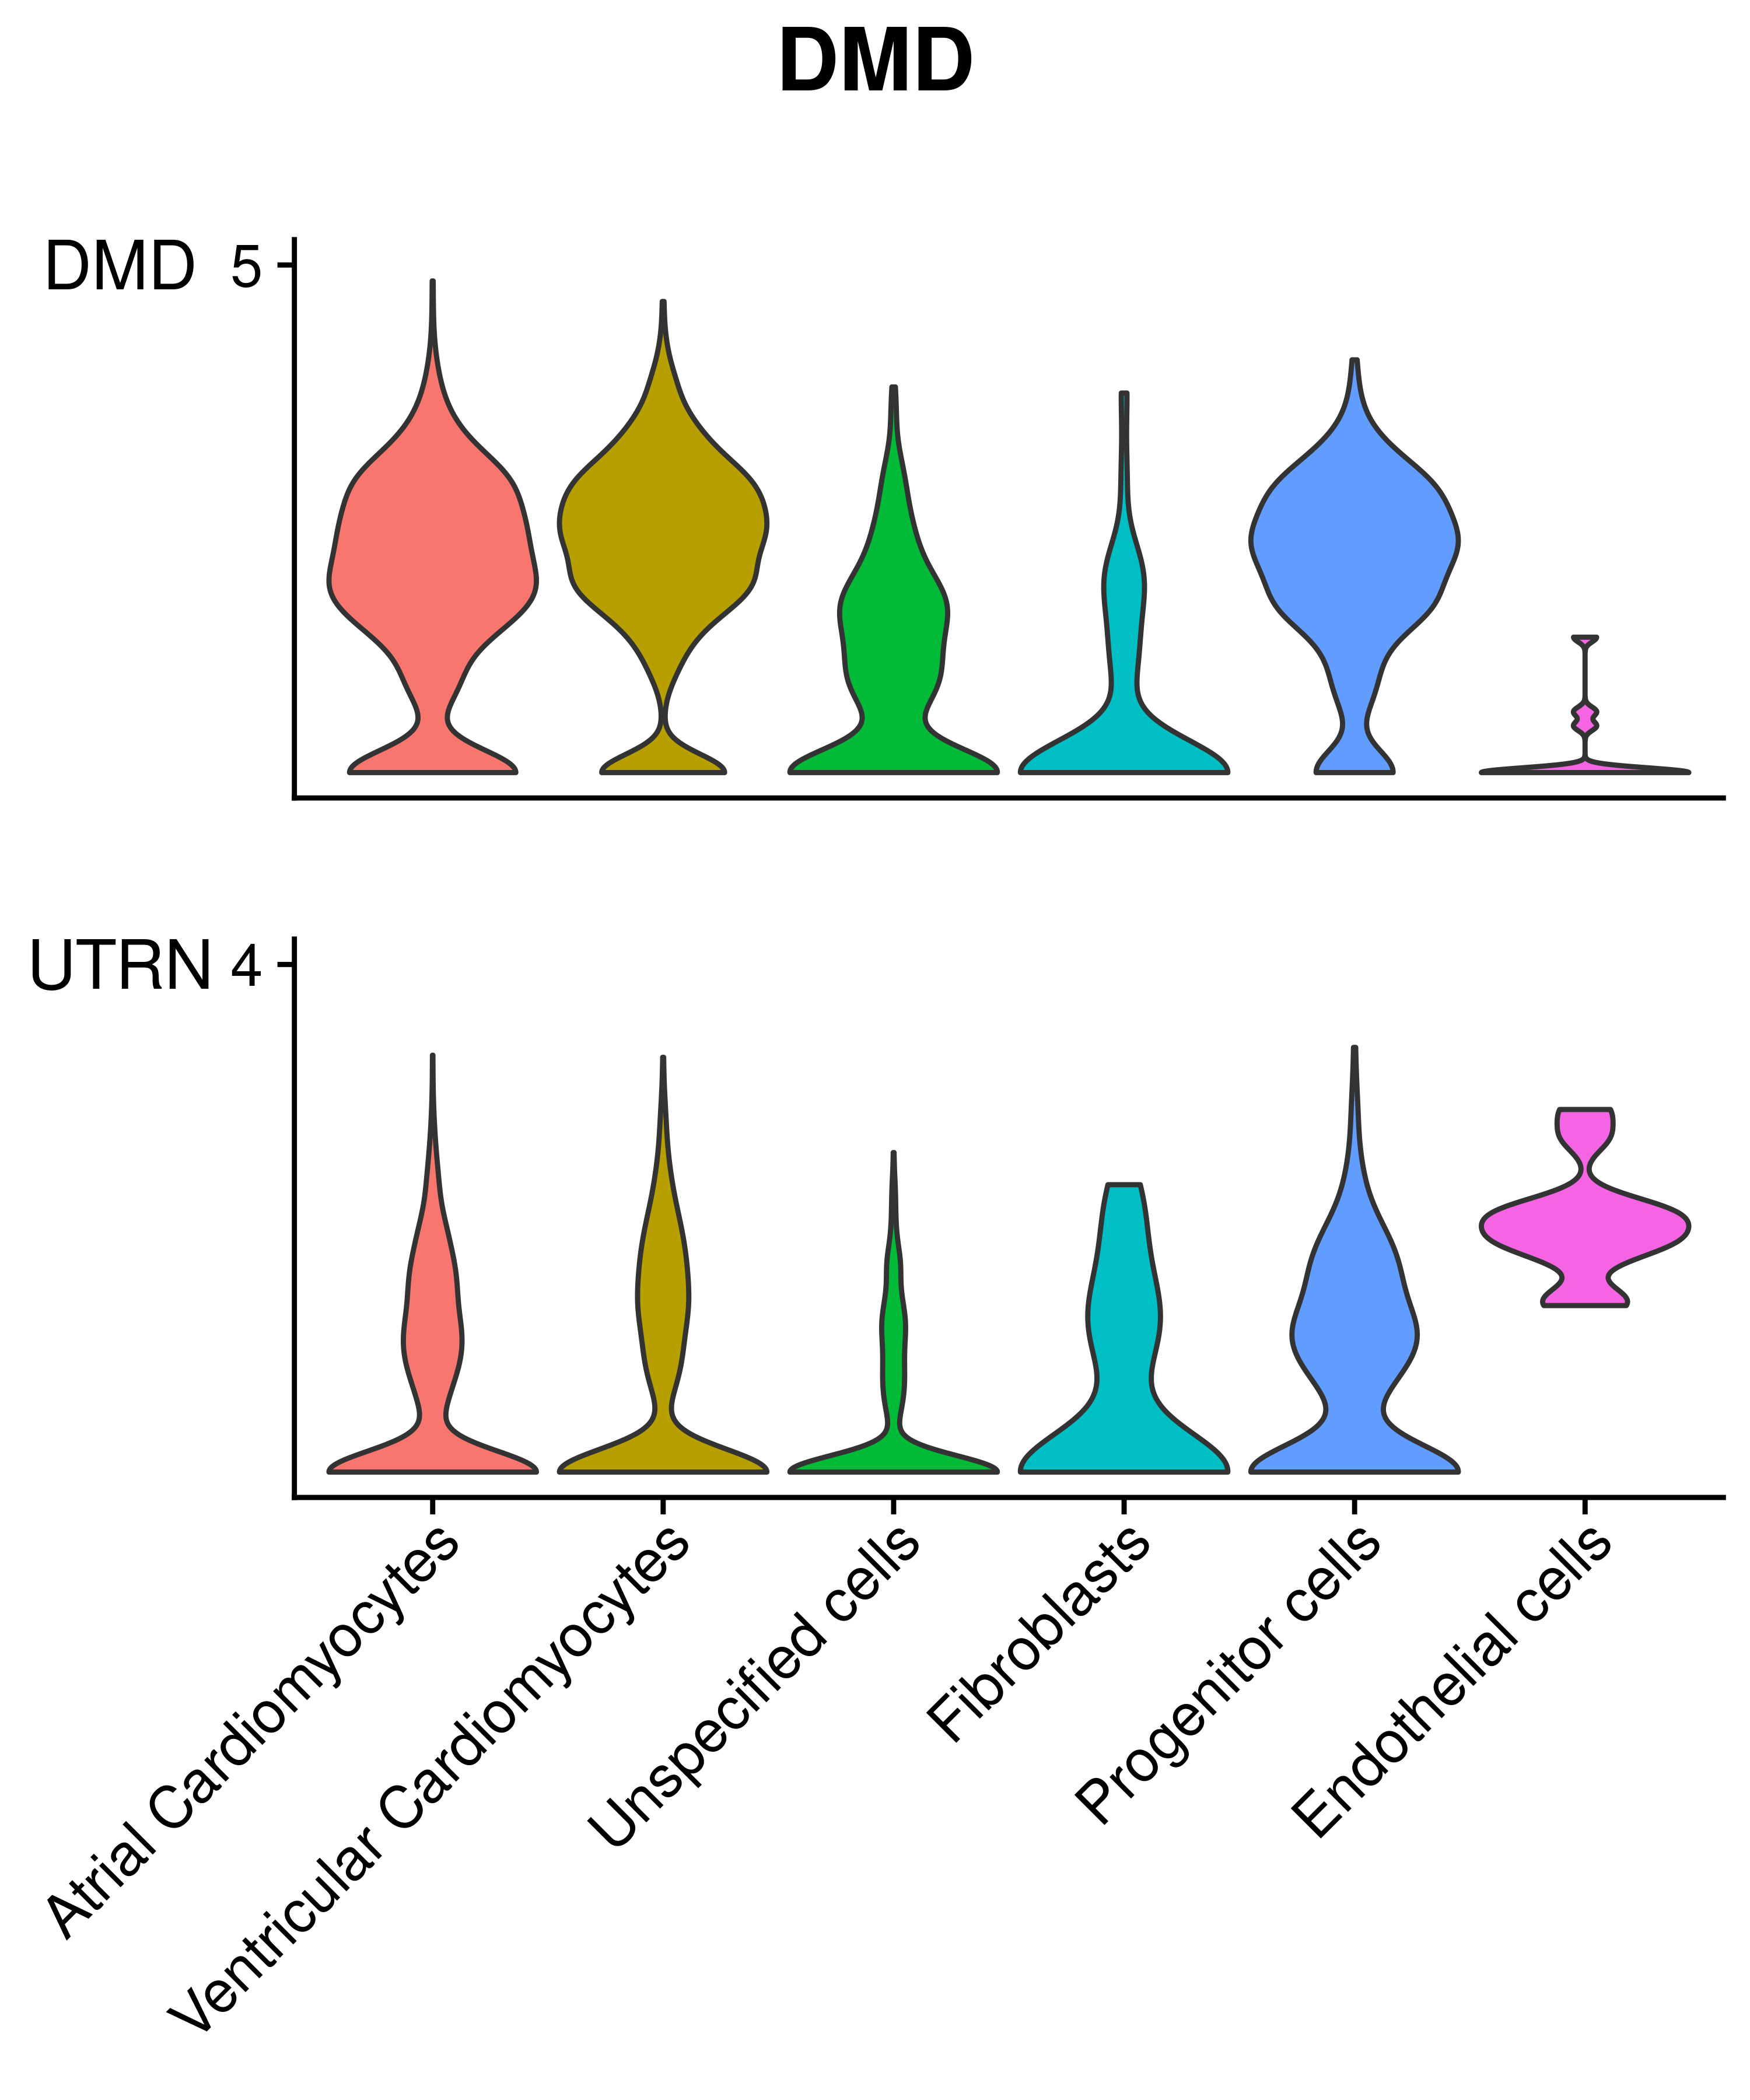 DMD
DMD 5
UTRN 4
Atrial Cardiomyocytes
Ventricular Cardiomyocytes
Unspecified cells
Fibroblasts
Progenitor cells
Endothelial cells